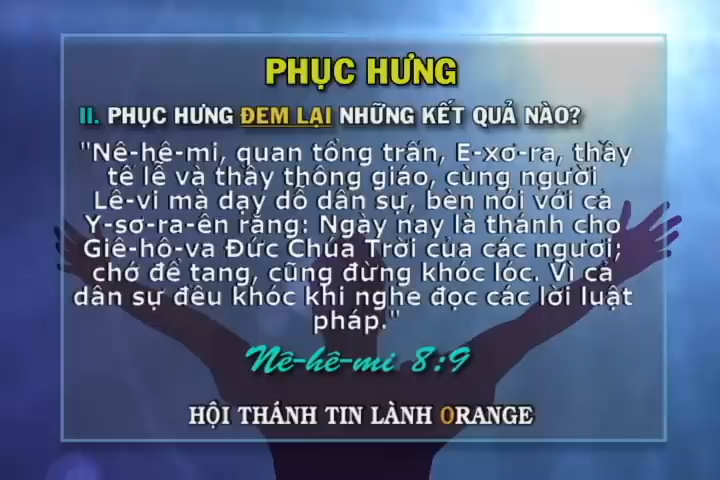 PHỤC HƯNG
II. PHỤC HƯNG ĐEM LẠI NHỮNG KẾT QUẢ NÀO?
"Nê-hê-mi, quan tổng trấn, E-xơ-ra, thầy
tế lễ và thầy thông giáo, cùng người
Lê-vi mà dạy dỗ dân sự, bèn nói với cả
Y-sơ-ra-ên rằng: Ngày nay là thánh cho
Giê-hô-va Đức Chúa Trời của các ngươi;
chớ để tang, cũng đừng khóc lóc. Vì cả
dân sự đều khóc khi nghe đọc các lời luật
pháp."
Nê-hê-mi 8:9
HỘI THÁNH TIN LÀNH ORANGE